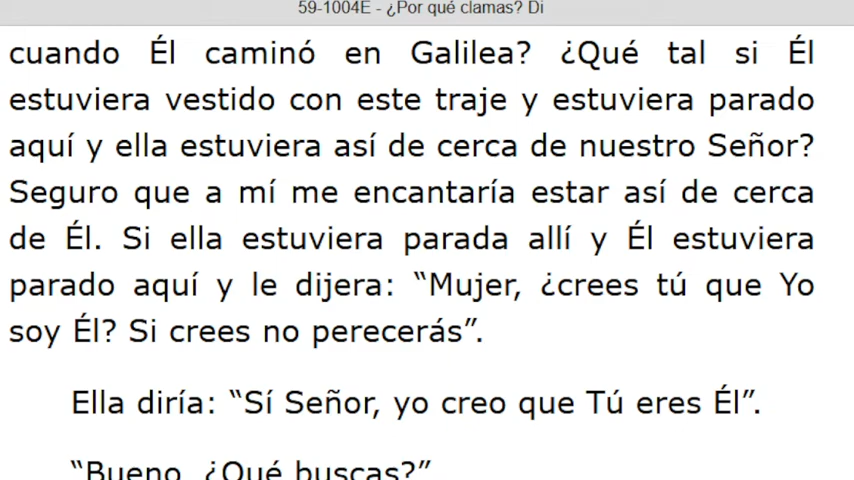 59-1004E - ¿Por qué clamas? Di
cuando Él caminó en Galilea? ¿Qué tal si Él
estuviera vestido con este traje y estuviera parado
aquí y ella estuviera así de cerca de nuestro Señor?
Seguro que a mí me encantaría estar así de cerca
de Él. Si ella estuviera parada allí y Él estuviera
parado aquí y le dijera: “Mujer, ¿crees tú que Yo
soy Él? Si crees no perecerás”.
Ella diría: “Sí Señor, yo creo que Tú eres Él”.
“Bueno, ¿Qué buscas?”